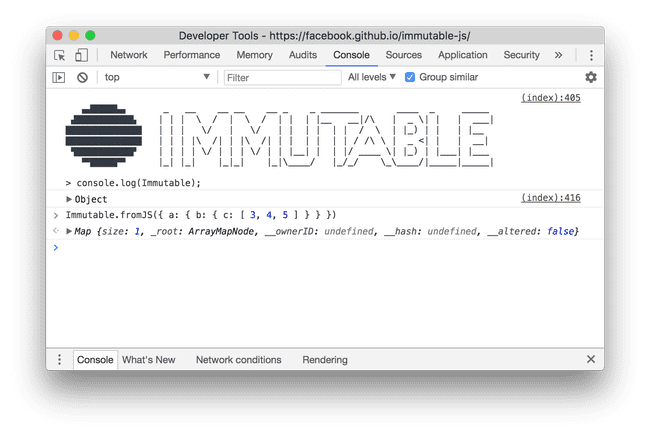 Developer Tools - https://facebook.github.io/immutable-js/
Network Performance Memory Audits Console Sources Application Security »
top Filter All levels Group similar
(index):405
IMMUTABLE
> console.log(Immutable);
Object (index):416
Immutable.fromJS({ a: { b: { c: [ 3, 4, 5 ] } } })
Map {size: 1, _root: ArrayMapNode, __ownerID: undefined, __hash: undefined, __altered: false}
Console What's New Network conditions Rendering